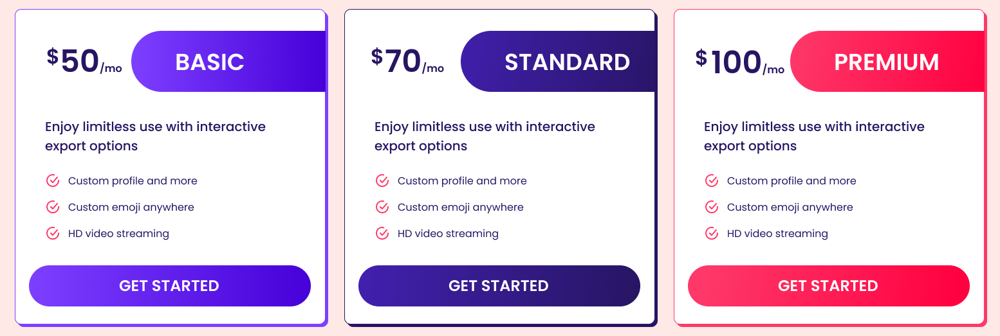 $50/mo BASIC
Enjoy limitless use with interactive
export options
Custom profile and more
Custom emoji anywhere
HD video streaming
GET STARTED
$70/mo STANDARD
Enjoy limitless use with interactive
export options
Custom profile and more
Custom emoji anywhere
HD video streaming
GET STARTED
$100/mo PREMIUM
Enjoy limitless use with interactive
export options
Custom profile and more
Custom emoji anywhere
HD video streaming
GET STARTED